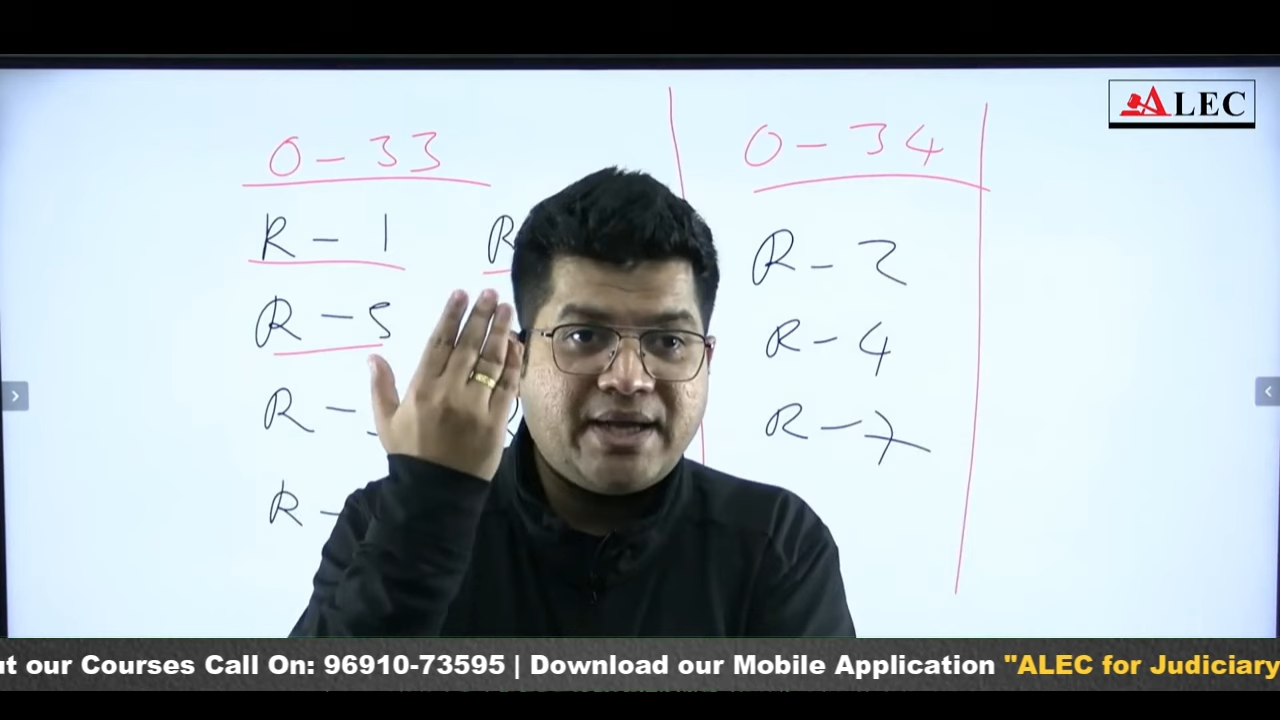 ALEC
O - 33
O - 34
R - 1
R
R - 2
R - 5
R - 4
R -
R - 7
R -
ut our Courses Call On: 96910-73595 | Download our Mobile Application "ALEC for Judiciary